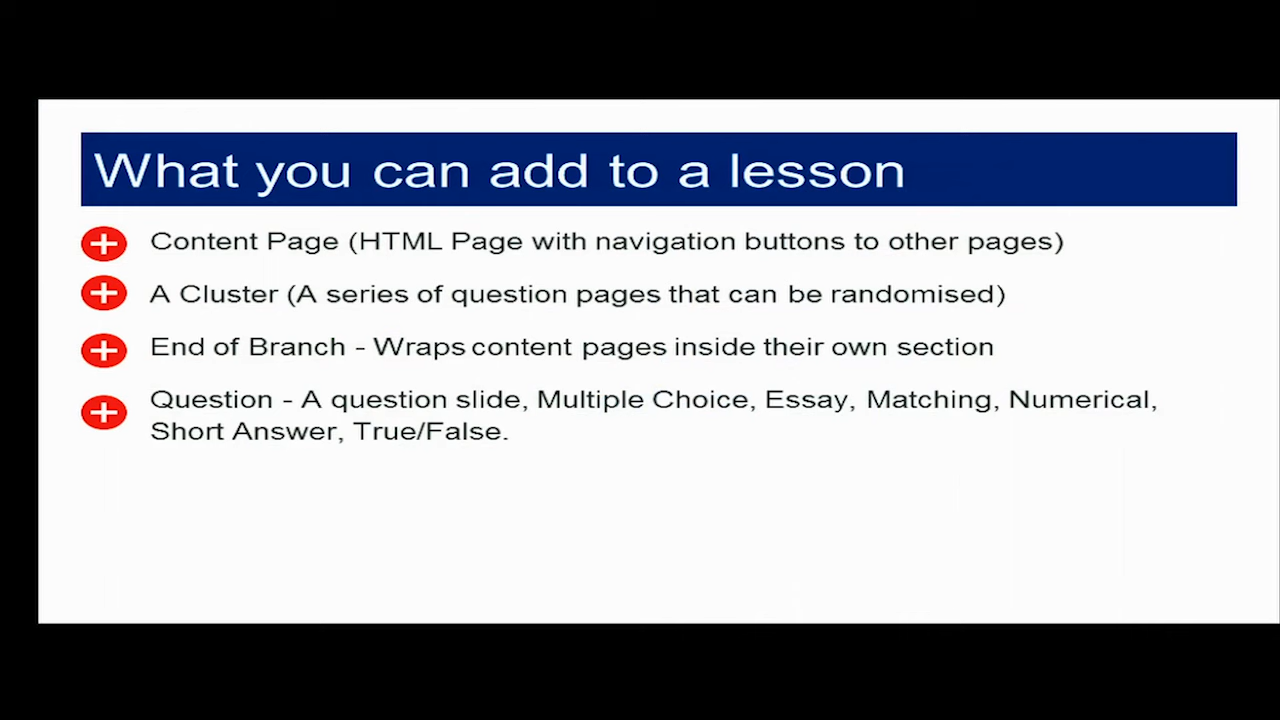 What you can add to a lesson
Content Page (HTML Page with navigation buttons to other pages)
A Cluster (A series of question pages that can be randomised)
End of Branch - Wraps content pages inside their own section
Question - A question slide, Multiple Choice, Essay, Matching, Numerical,
Short Answer, True/False.